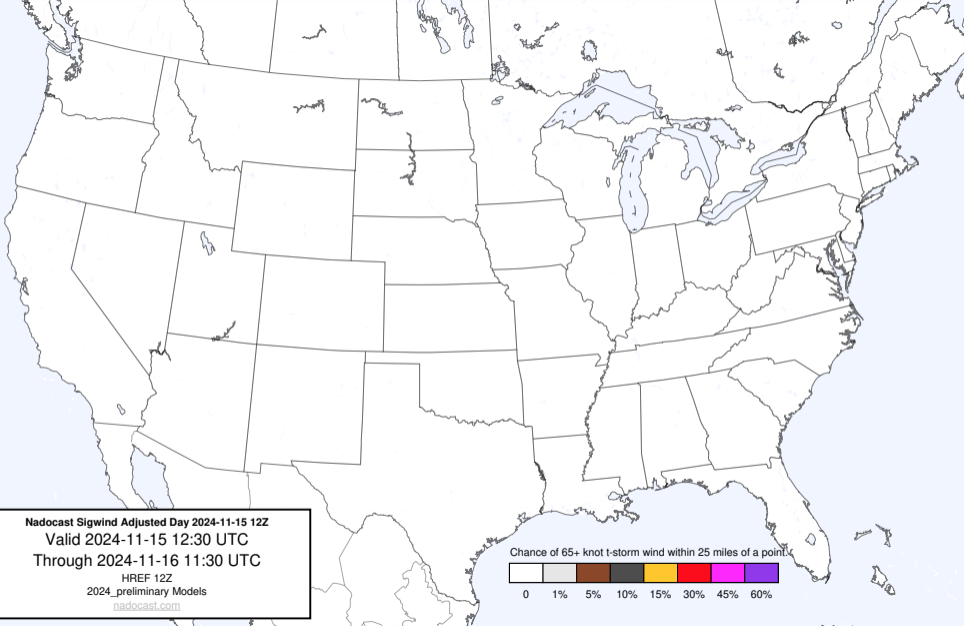 Nadocast Sigwind Adjusted Day 2024-11-15 12Z
Valid 2024-11-15 12:30 UTC
Through 2024-11-16 11:30 UTC
HREF 12Z
2024_preliminary Models
nadocast.com
Chance of 65+ knot t-storm wind within 25 miles of a point.
0 1% 5% 10% 15% 30% 45% 60%